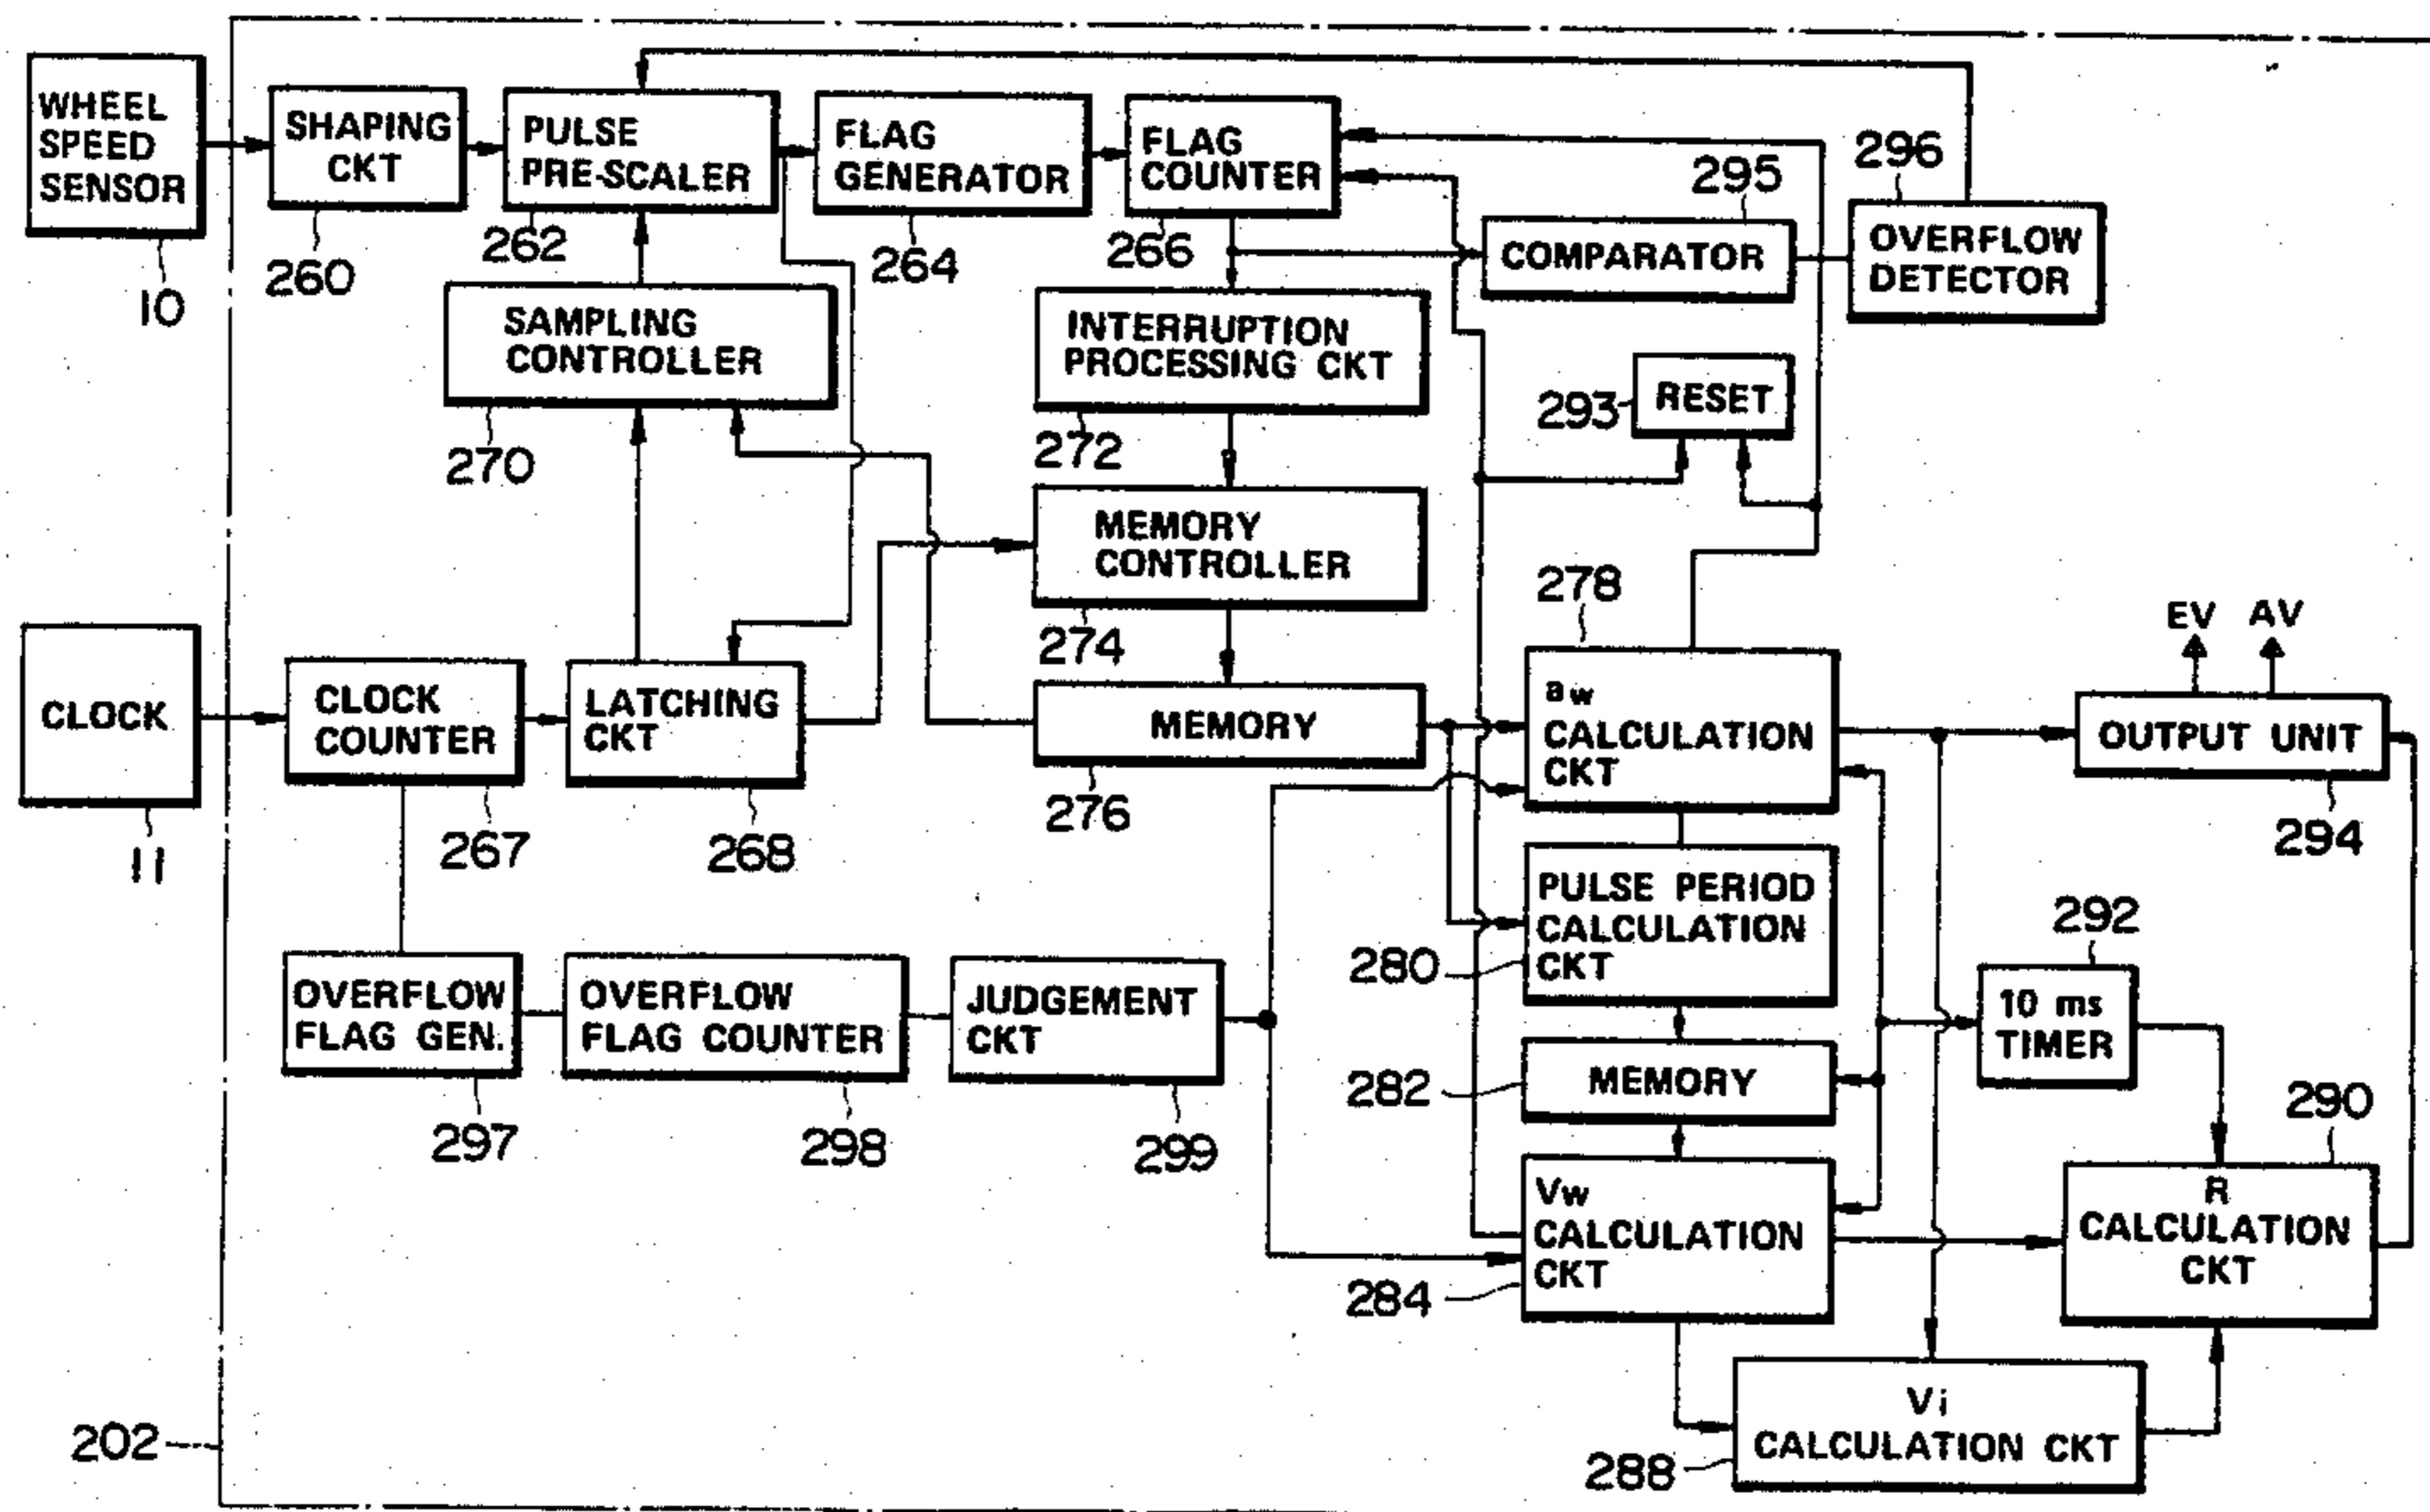 WHEEL
SPEED
SENSOR
10
SHAPING
CKT
260
PULSE
PRE-SCALER
262
FLAG
GENERATOR
264
FLAG
COUNTER
266
COMPARATOR
295
OVERFLOW
DETECTOR
296
SAMPLING
CONTROLLER
270
INTERRUPTION
PROCESSING CKT
272
RESET
293
MEMORY
CONTROLLER
274
CLOCK
11
CLOCK
COUNTER
267
LATCHING
CKT
268
MEMORY
276
aw
CALCULATION
CKT
278
EV AV
OUTPUT UNIT
294
PULSE PERIOD
CALCULATION
CKT
280
OVERFLOW
FLAG GEN.
297
OVERFLOW
FLAG COUNTER
298
JUDGEMENT
CKT
299
MEMORY
282
10 ms
TIMER
292
Vw
CALCULATION
CKT
284
R
CALCULATION
CKT
290
Vi
CALCULATION CKT
288
202